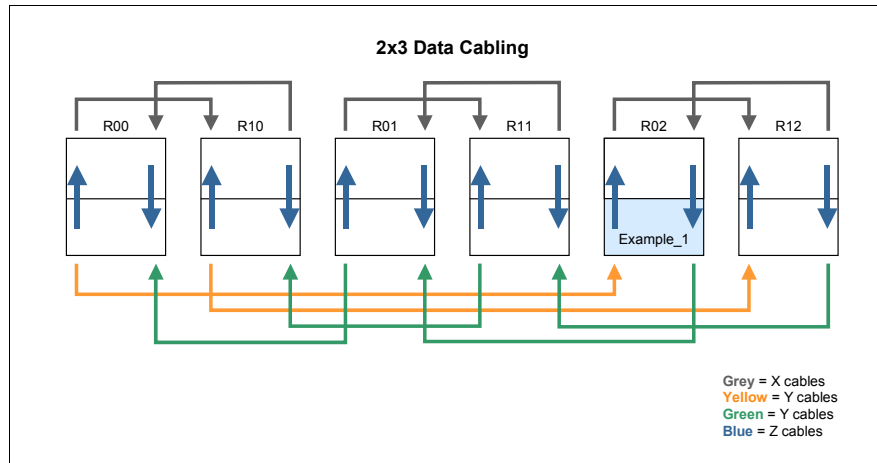 2x3 Data Cabling
R00
R10
R01
R11
R02
R12
Example_1
Grey = X cables
Yellow = Y cables
Green = Y cables
Blue = Z cables